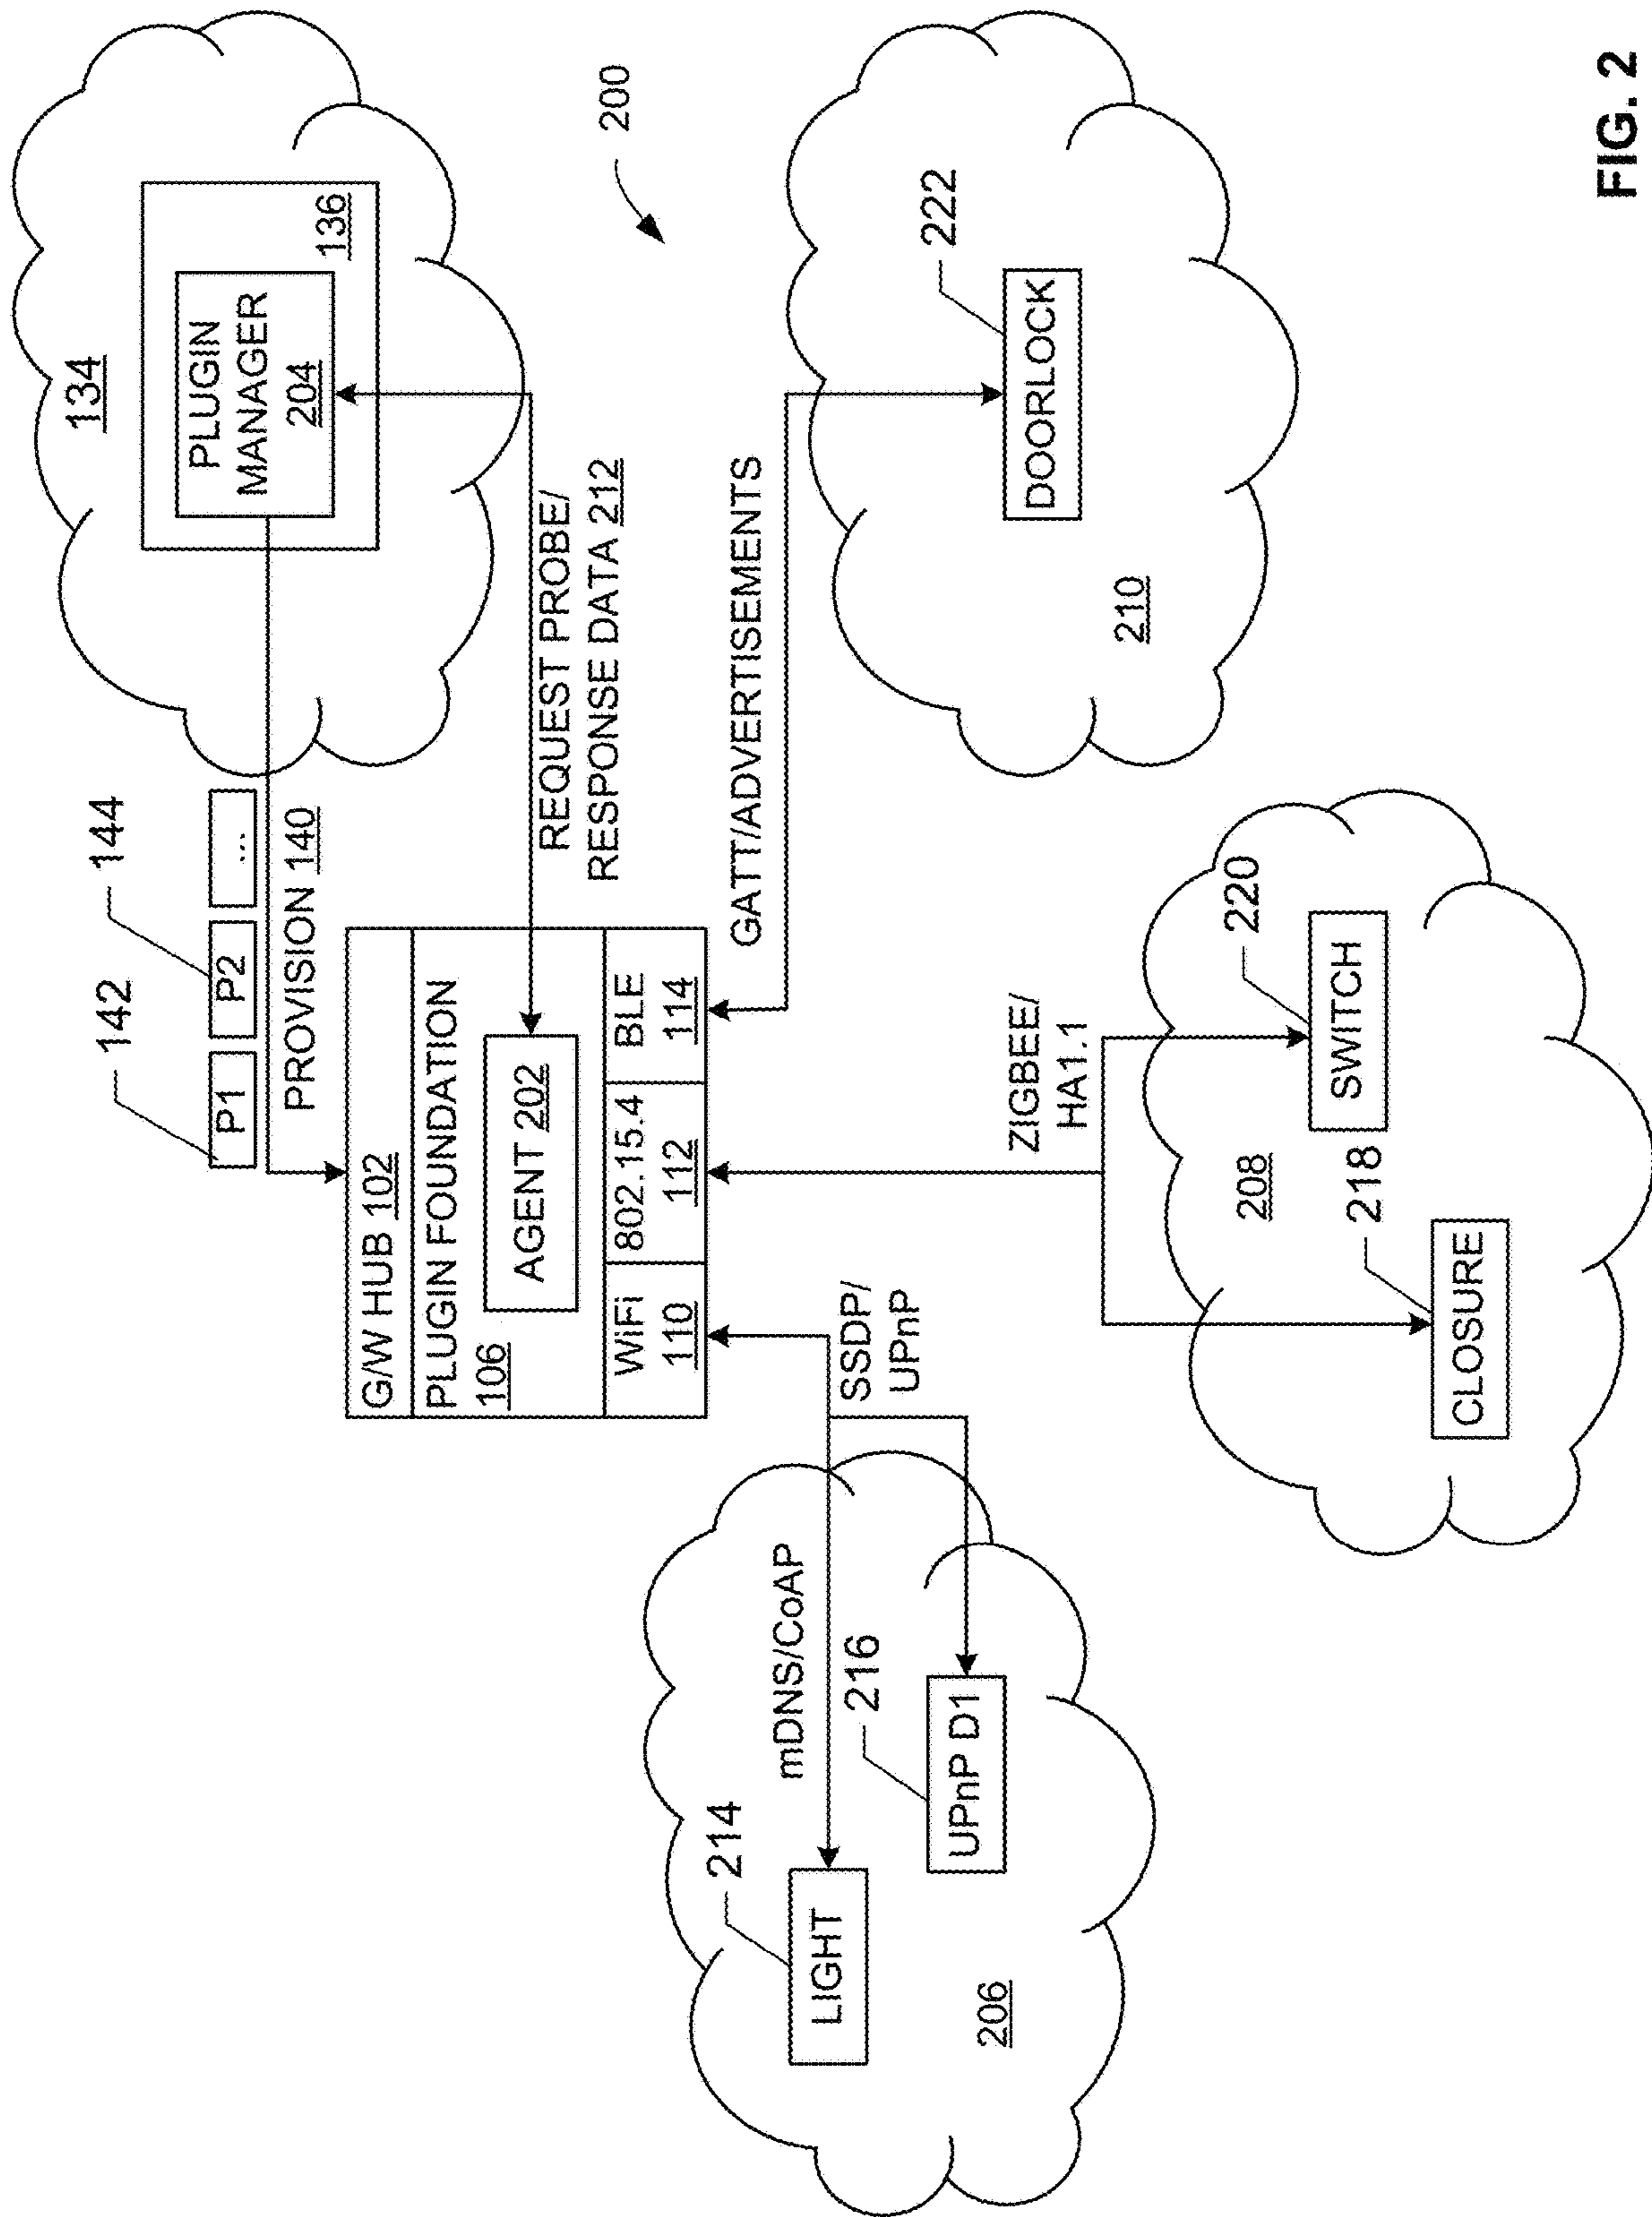 134
PLUGIN
MANAGER
204
136
142
144
P1
P2
...
PROVISION 140
G/W HUB 102
PLUGIN FOUNDATION
106
AGENT 202
WiFi
110
802.15.4
112
BLE
114
REQUEST PROBE/
RESPONSE DATA 212
200
GATT/ADVERTISEMENTS
222
DOORLOCK
210
SSDP/
UPnP
mDNS/CoAP
214
LIGHT
216
UPnP D1
206
ZIGBEE/
HA1.1
220
SWITCH
208
218
CLOSURE
FIG. 2